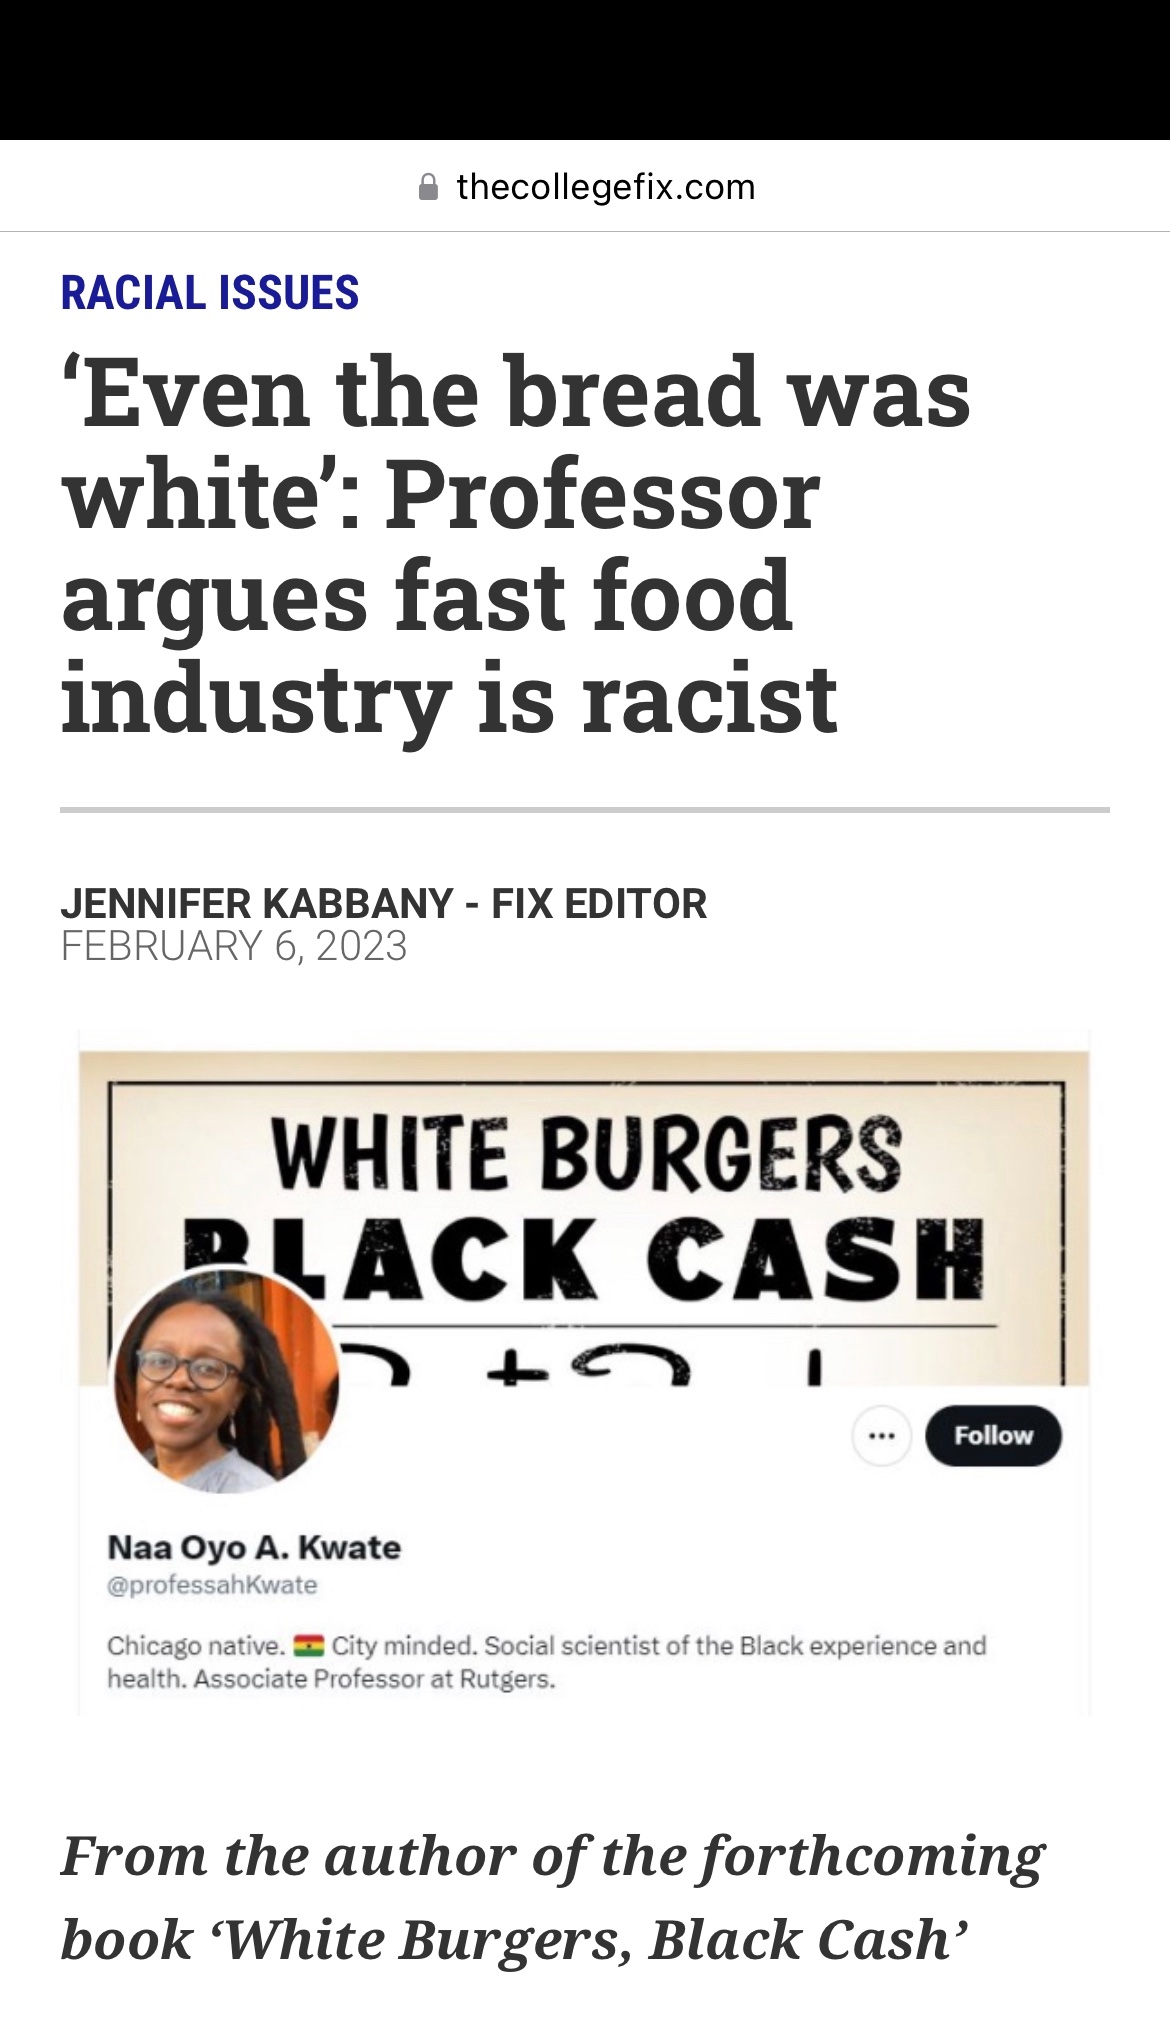 thecollegefix.com
RACIAL ISSUES
‘Even the bread was
white’: Professor
argues fast food
industry is racist
JENNIFER KABBANY - FIX EDITOR
FEBRUARY 6, 2023
WHITE BURGERS
BLACK CASH
Follow
Naa Oyo A. Kwate
@professahKwate
Chicago native. 🇬🇭 City minded. Social scientist of the Black experience and
health. Associate Professor at Rutgers.
From the author of the forthcoming
book ‘White Burgers, Black Cash’